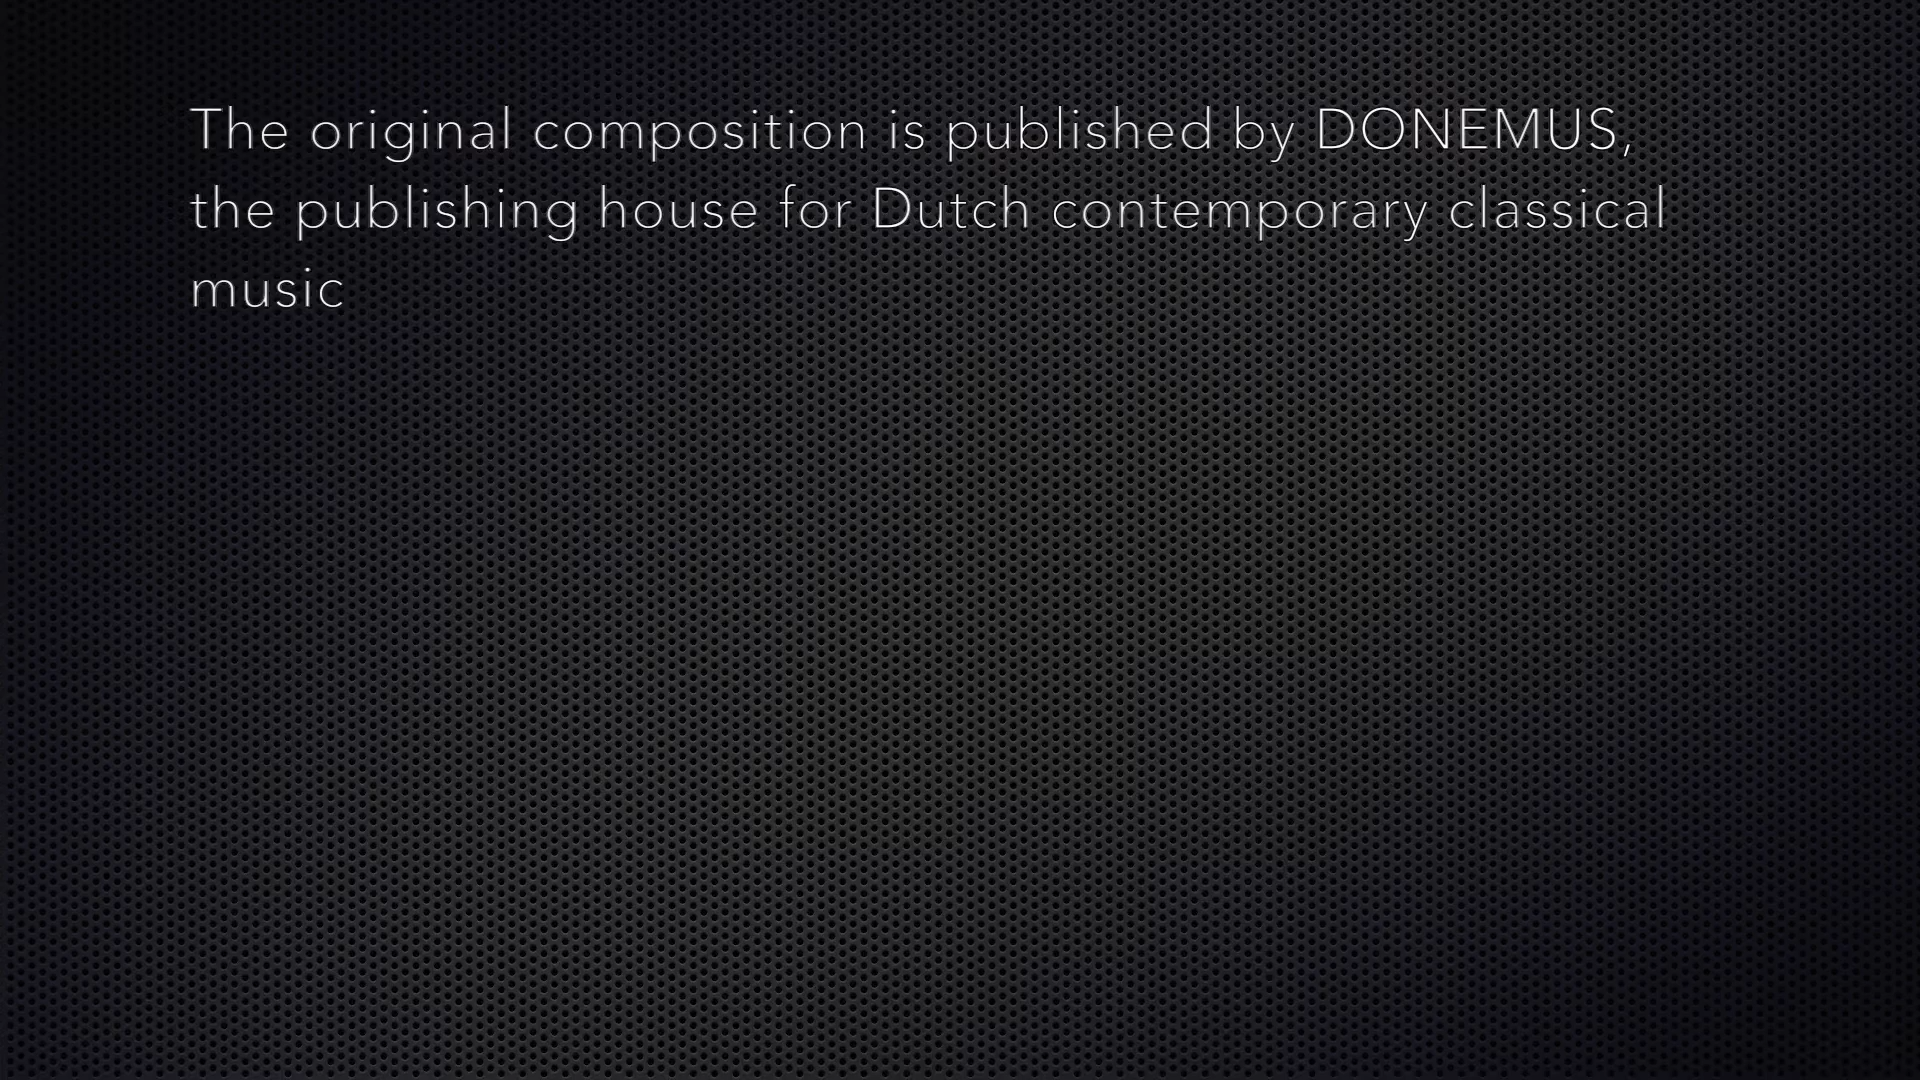 The original composition is published by DONEMUS,
the publishing house for Dutch contemporary classical
music